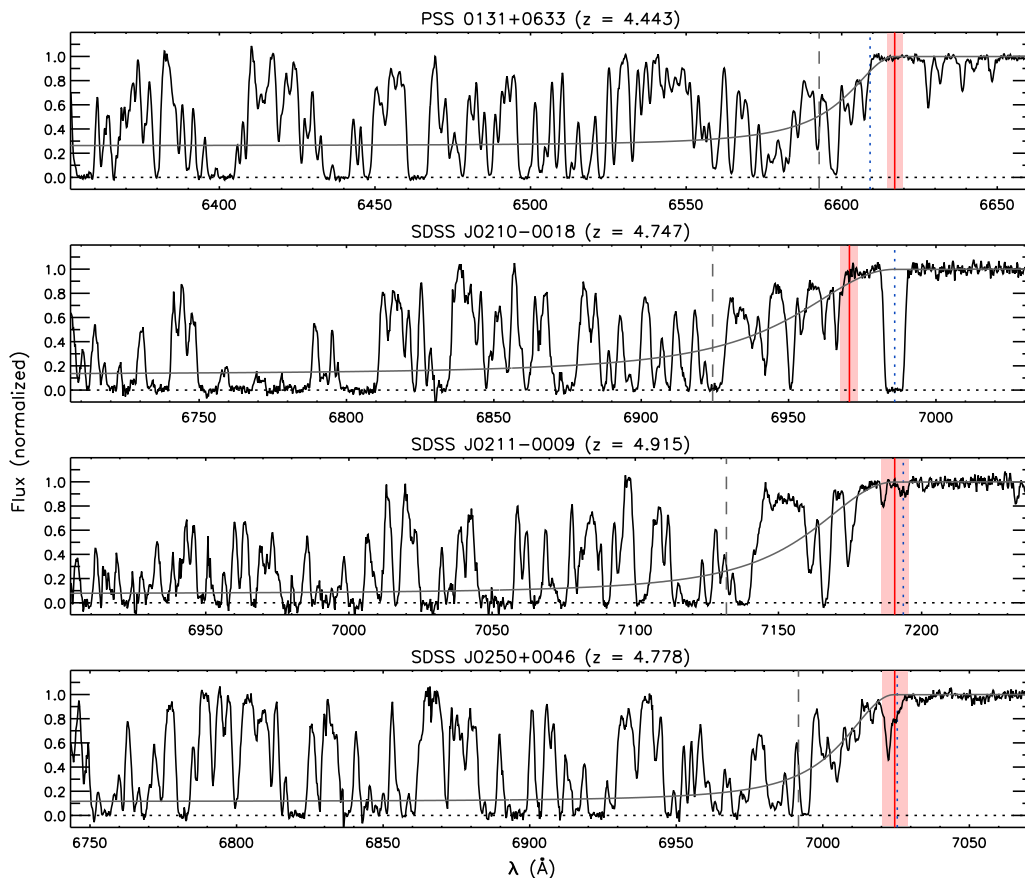 PSS 0131+0633 (z = 4.443)
1.0
0.8
0.6
0.4
0.2
0.0
6400 6450 6500 6550 6600 6650
SDSS J0210-0018 (z = 4.747)
1.0
0.8
0.6
0.4
0.2
0.0
6750 6800 6850 6900 6950 7000
SDSS J0211-0009 (z = 4.915)
1.0
0.8
0.6
0.4
0.2
0.0
6950 7000 7050 7100 7150 7200
SDSS J0250+0046 (z = 4.778)
1.0
0.8
0.6
0.4
0.2
0.0
6750 6800 6850 6900 6950 7000 7050
Flux (normalized)
λ (Å)